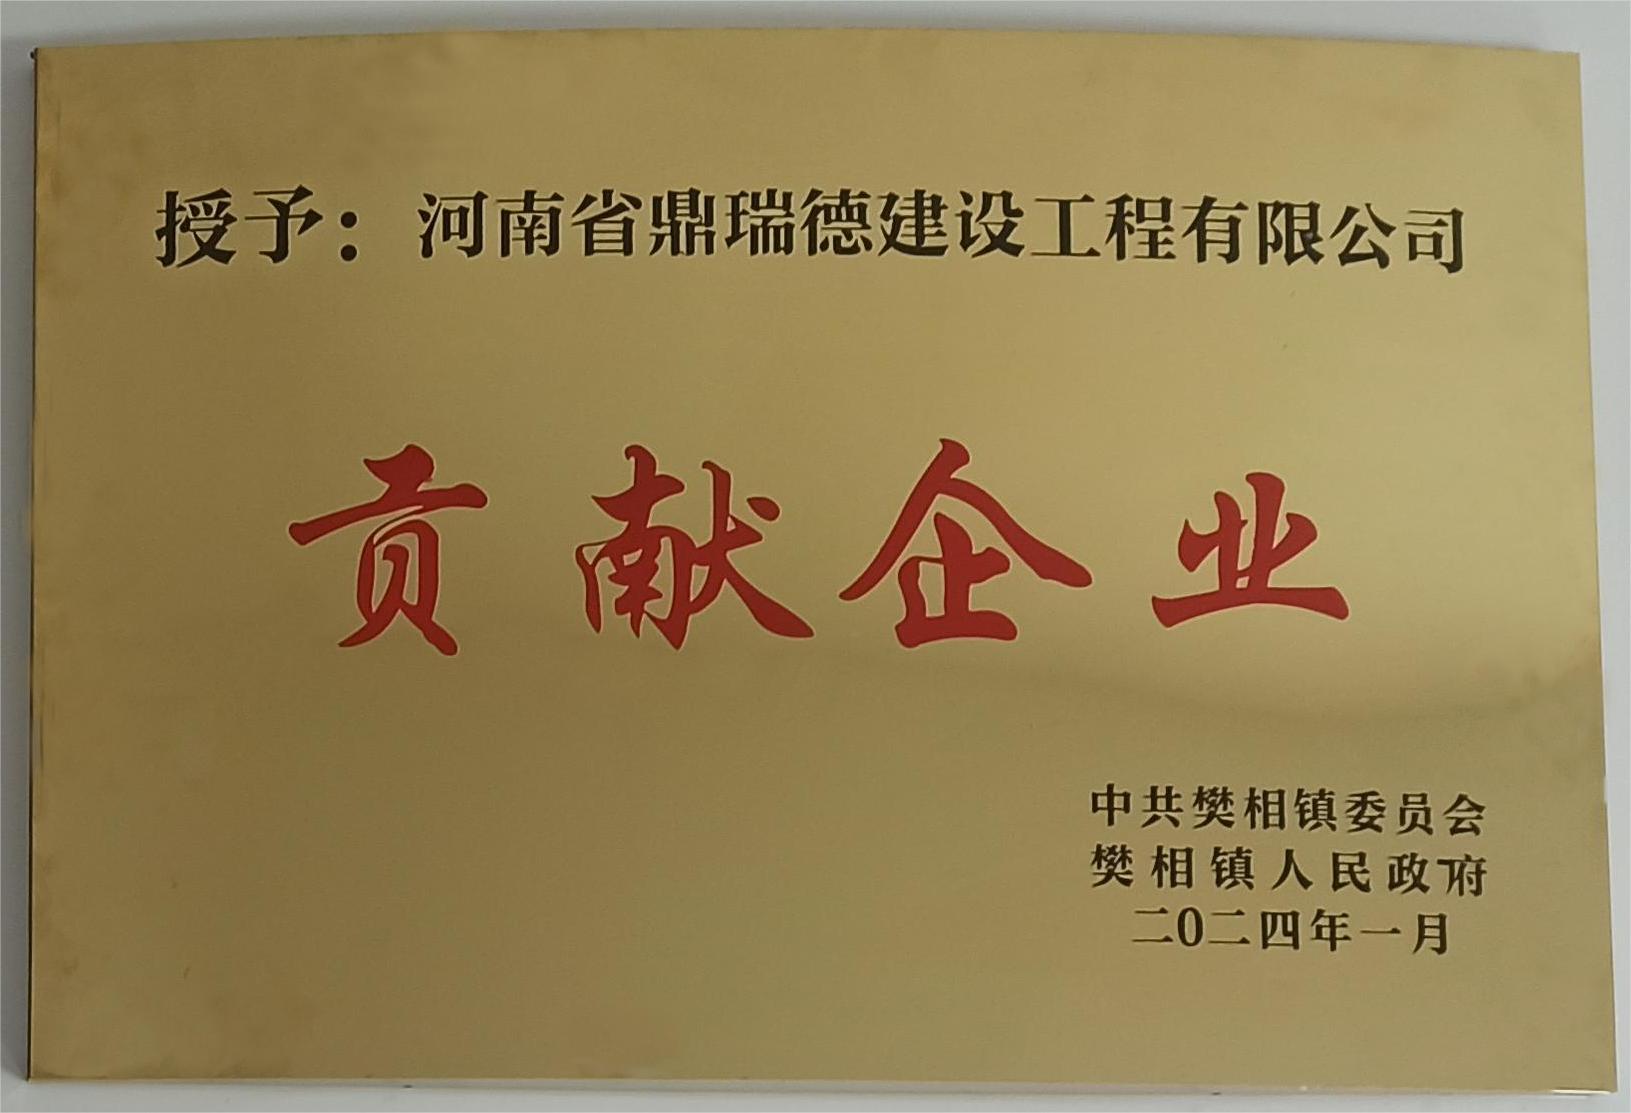 授予：河南省鼎瑞德建设工程有限公司
贡献企业
中共樊相镇委员会
樊相镇人民政府
二0二四年一月